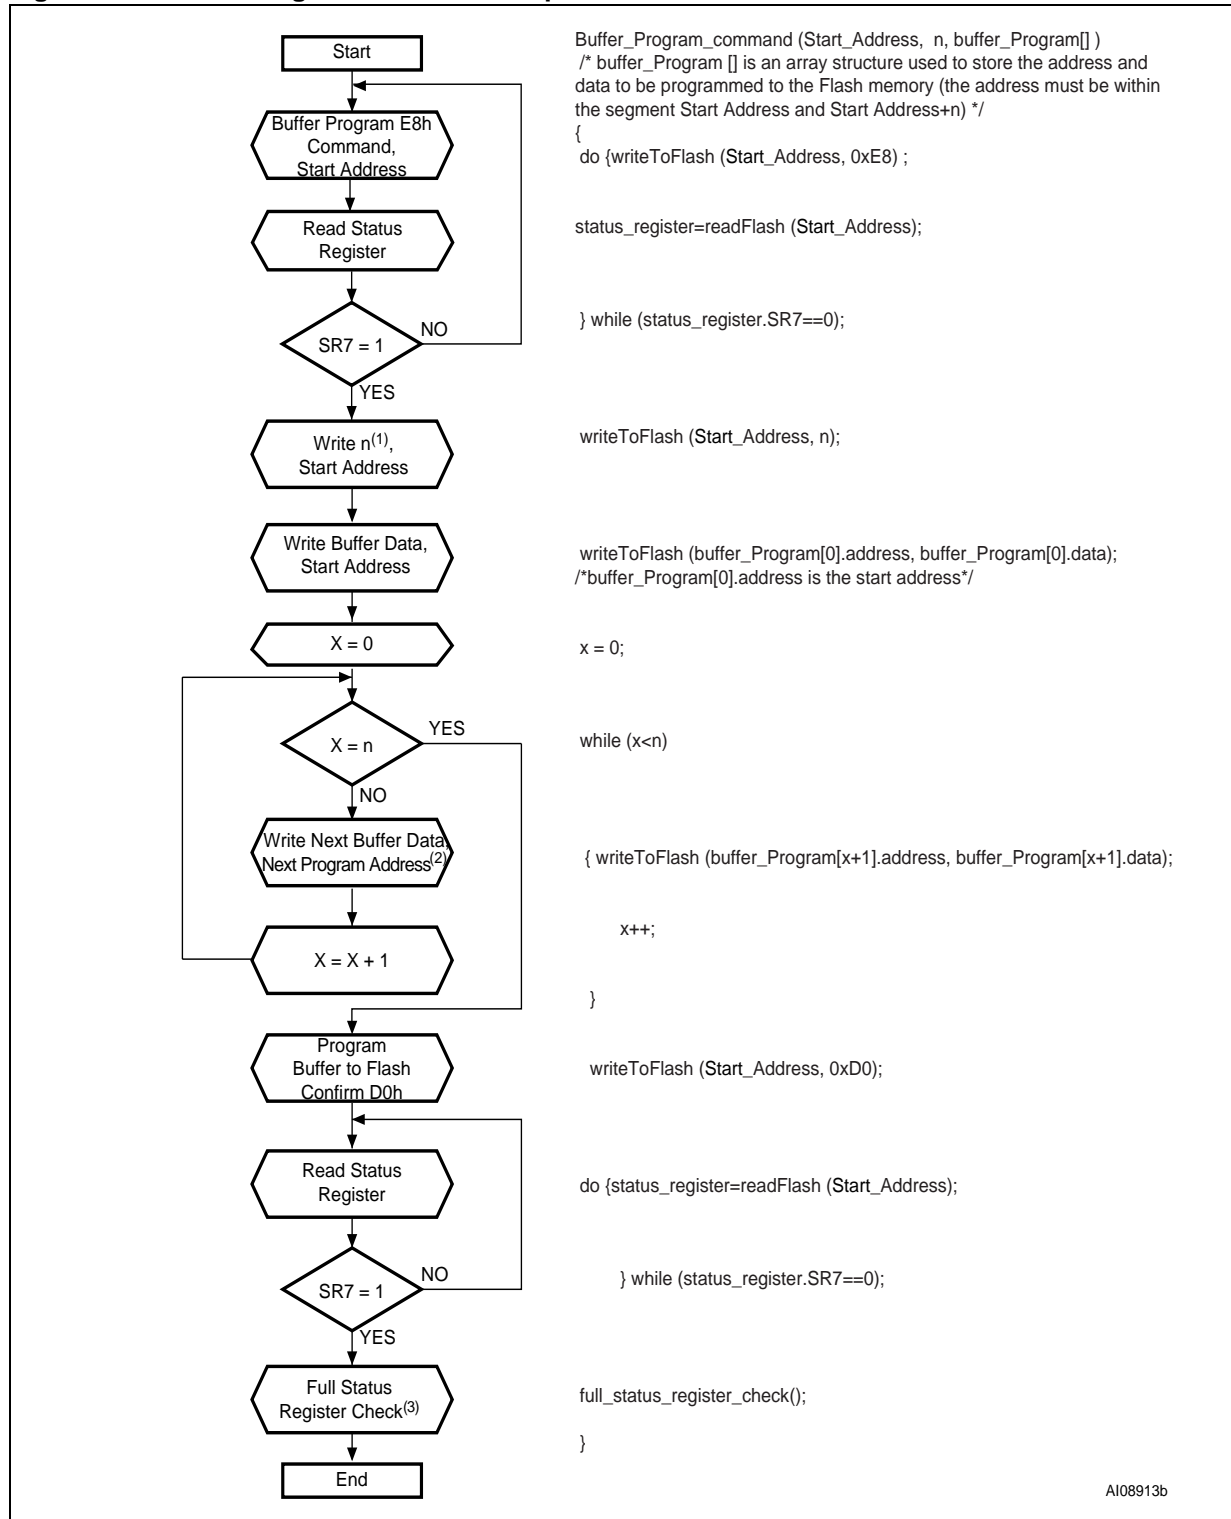 Start
Buffer_Program_command (Start_Address, n, buffer_Program[] )
/* buffer_Program [] is an array structure used to store the address and
data to be programmed to the Flash memory (the address must be within
the segment Start Address and Start Address+n) */
{
Buffer Program E8h
Command,
Start Address
do {writeToFlash (Start_Address, 0xE8) ;
Read Status
Register
status_register=readFlash (Start_Address);
SR7 = 1
NO
YES
} while (status_register.SR7==0);
Write n(1),
Start Address
writeToFlash (Start_Address, n);
Write Buffer Data,
Start Address
writeToFlash (buffer_Program[0].address, buffer_Program[0].data);
/*buffer_Program[0].address is the start address*/
X = 0
x = 0;
X = n
YES
NO
while (x<n)
Write Next Buffer Data,
Next Program Address(2)
{ writeToFlash (buffer_Program[x+1].address, buffer_Program[x+1].data);
X = X + 1
x++;
}
Program
Buffer to Flash
Confirm D0h
writeToFlash (Start_Address, 0xD0);
Read Status
Register
do {status_register=readFlash (Start_Address);
SR7 = 1
NO
YES
} while (status_register.SR7==0);
Full Status
Register Check(3)
full_status_register_check();
}
End
AI08913b